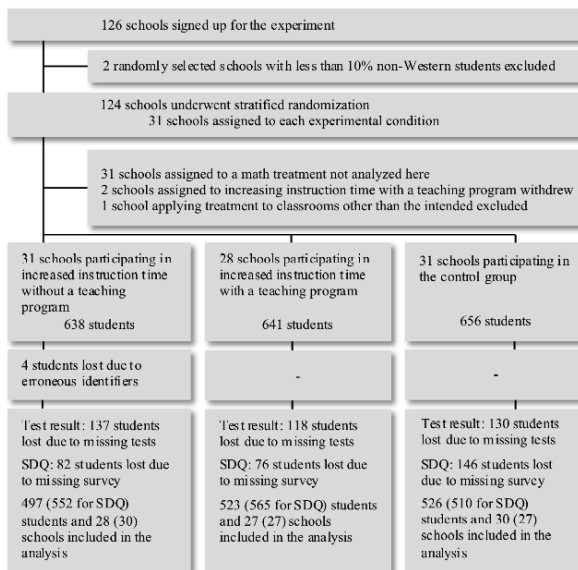 126 schools signed up for the experiment
2 randomly selected schools with less than 10% non-Western students excluded
124 schools underwent stratified randomization
31 schools assigned to each experimental condition
31 schools assigned to a math treatment not analyzed here
2 schools assigned to increasing instruction time with a teaching program withdrew
1 school applying treatment to classrooms other than the intended excluded
31 schools participating in
increased instruction time
without a teaching
program
638 students
28 schools participating in
increased instruction time
with a teaching program
641 students
31 schools participating in
the control group
656 students
4 students lost due to
erroneous identifiers
-
-
Test result: 137 students
lost due to missing tests
SDQ: 82 students lost due
to missing survey
497 (552 for SDQ)
students and 28 (30)
schools included in the
analysis
Test result: 118 students
lost due to missing tests
SDQ: 76 students lost due
to missing survey
523 (565 for SDQ) students
and 27 (27) schools
included in the analysis
Test result: 130 students
lost due to missing tests
SDQ: 146 students lost
due to missing survey
526 (510 for SDQ)
students and 30 (27)
schools included in the
analysis